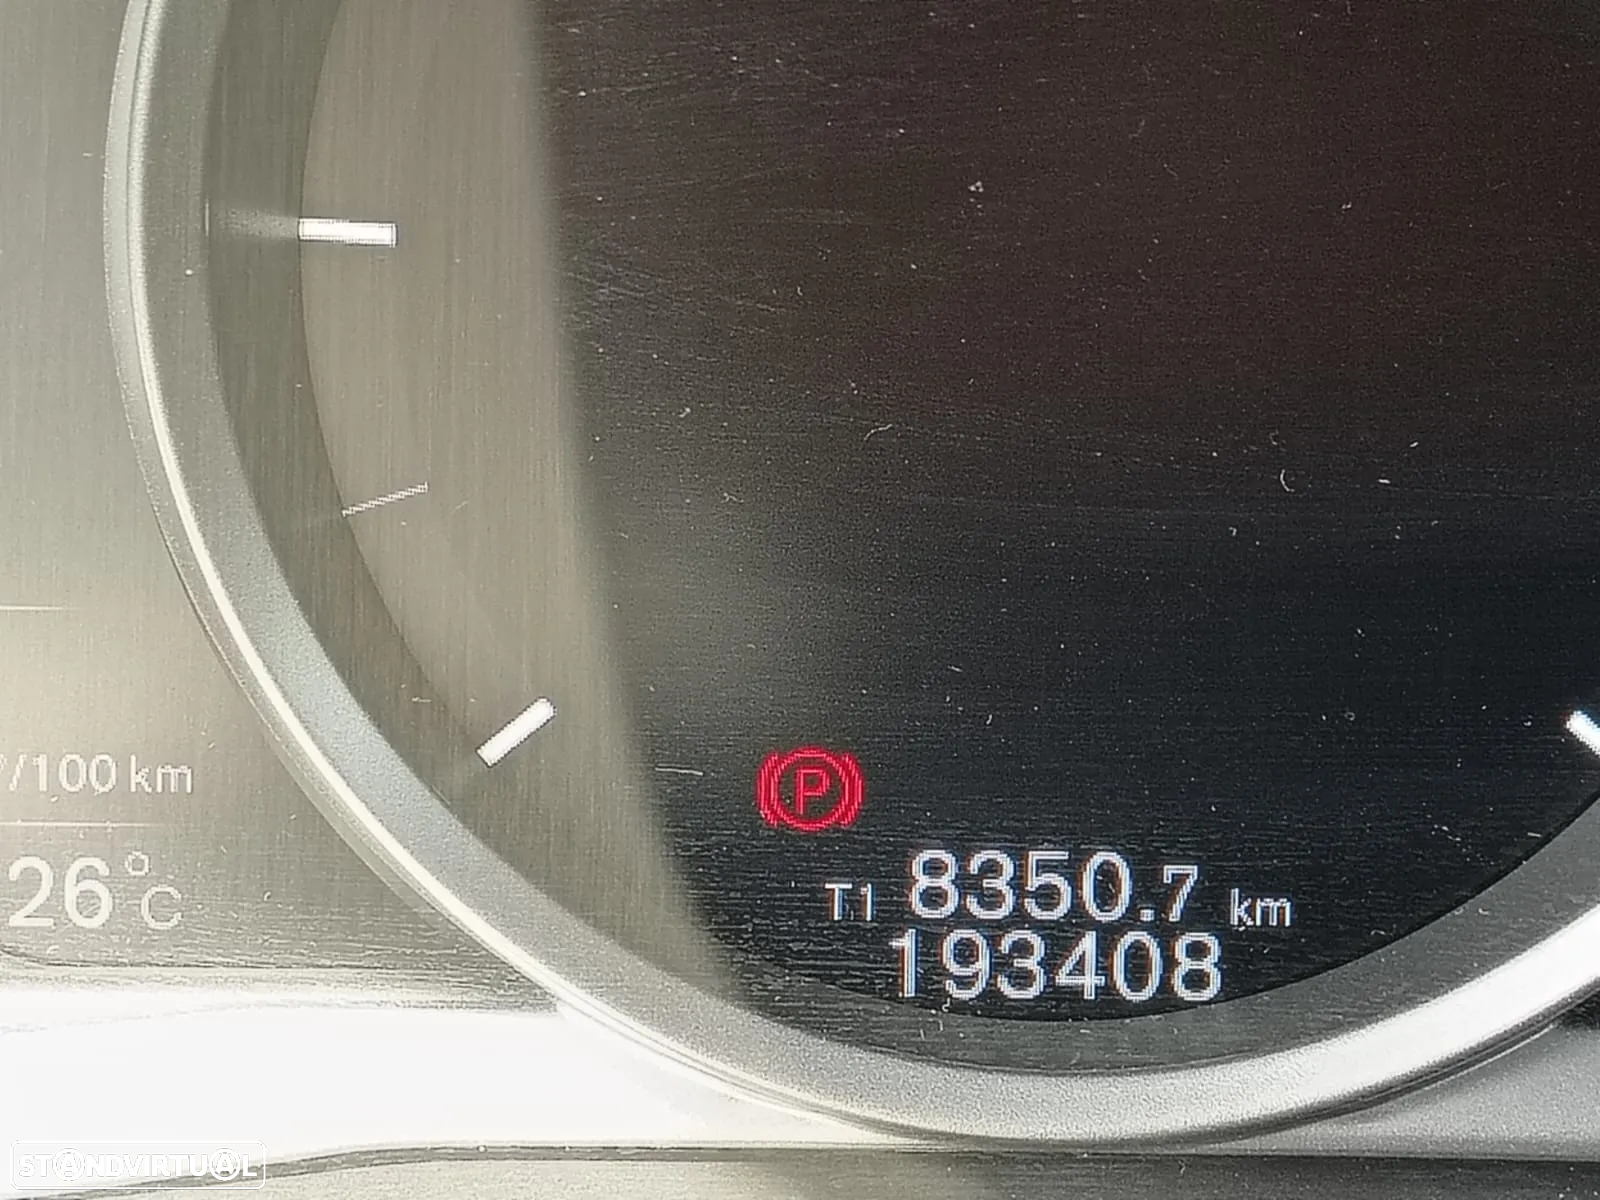 /100 km
26°C
P
T1 8350.7 km
193408
STANDVIRTUAL